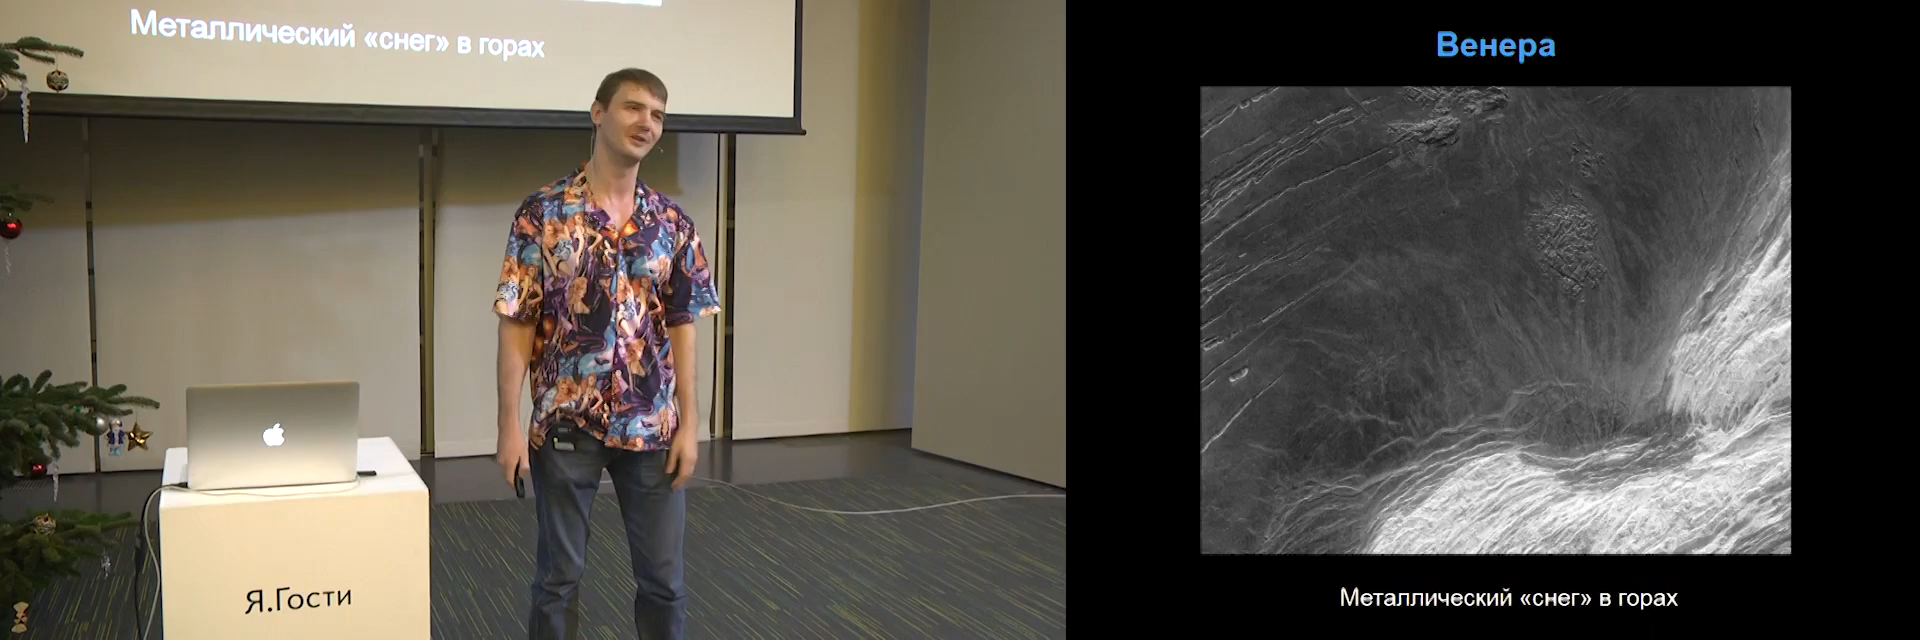 Металлический «снег» в горах
Я.Гости
Венера
Металлический «снег» в горах